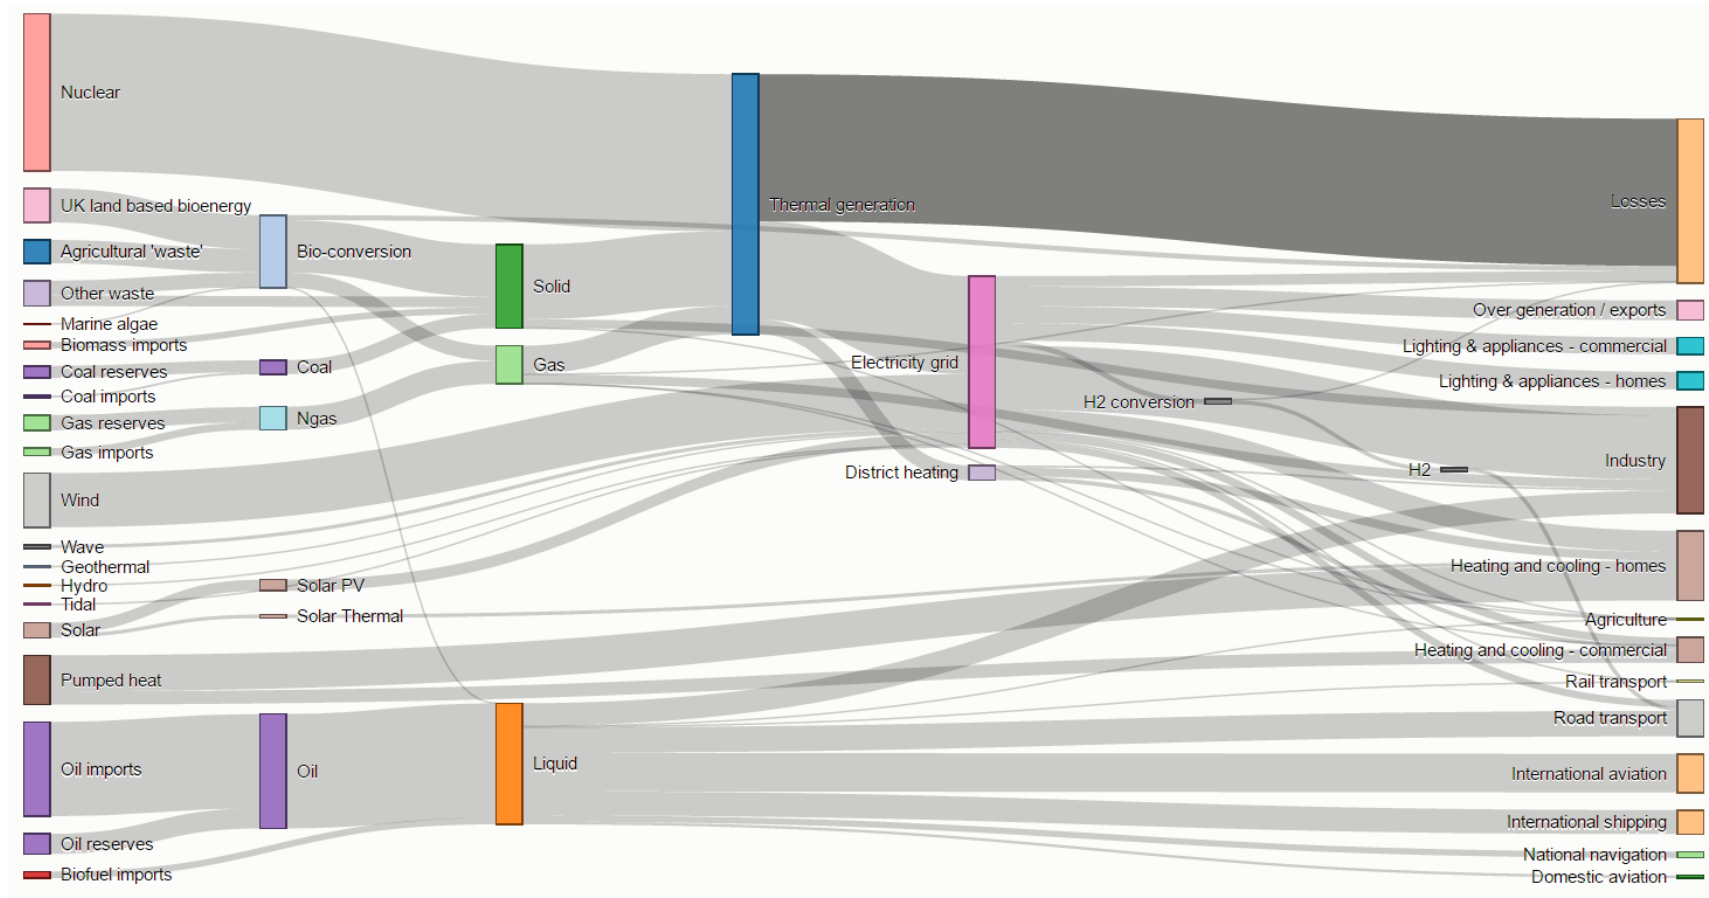 Nuclear
UK land based bioenergy
Agricultural 'waste'
Other waste
Marine algae
Biomass imports
Coal reserves
Coal imports
Gas reserves
Gas imports
Wind
Wave
Geothermal
Hydro
Tidal
Solar
Pumped heat
Oil imports
Oil reserves
Biofuel imports
Bio-conversion
Coal
Ngas
Solar PV
Solar Thermal
Oil
Solid
Gas
Liquid
Thermal generation
Electricity grid
District heating
H2 conversion
H2
Losses
Over generation / exports
Lighting & appliances - commercial
Lighting & appliances - homes
Industry
Heating and cooling - homes
Agriculture
Heating and cooling - commercial
Rail transport
Road transport
International aviation
International shipping
National navigation
Domestic aviation